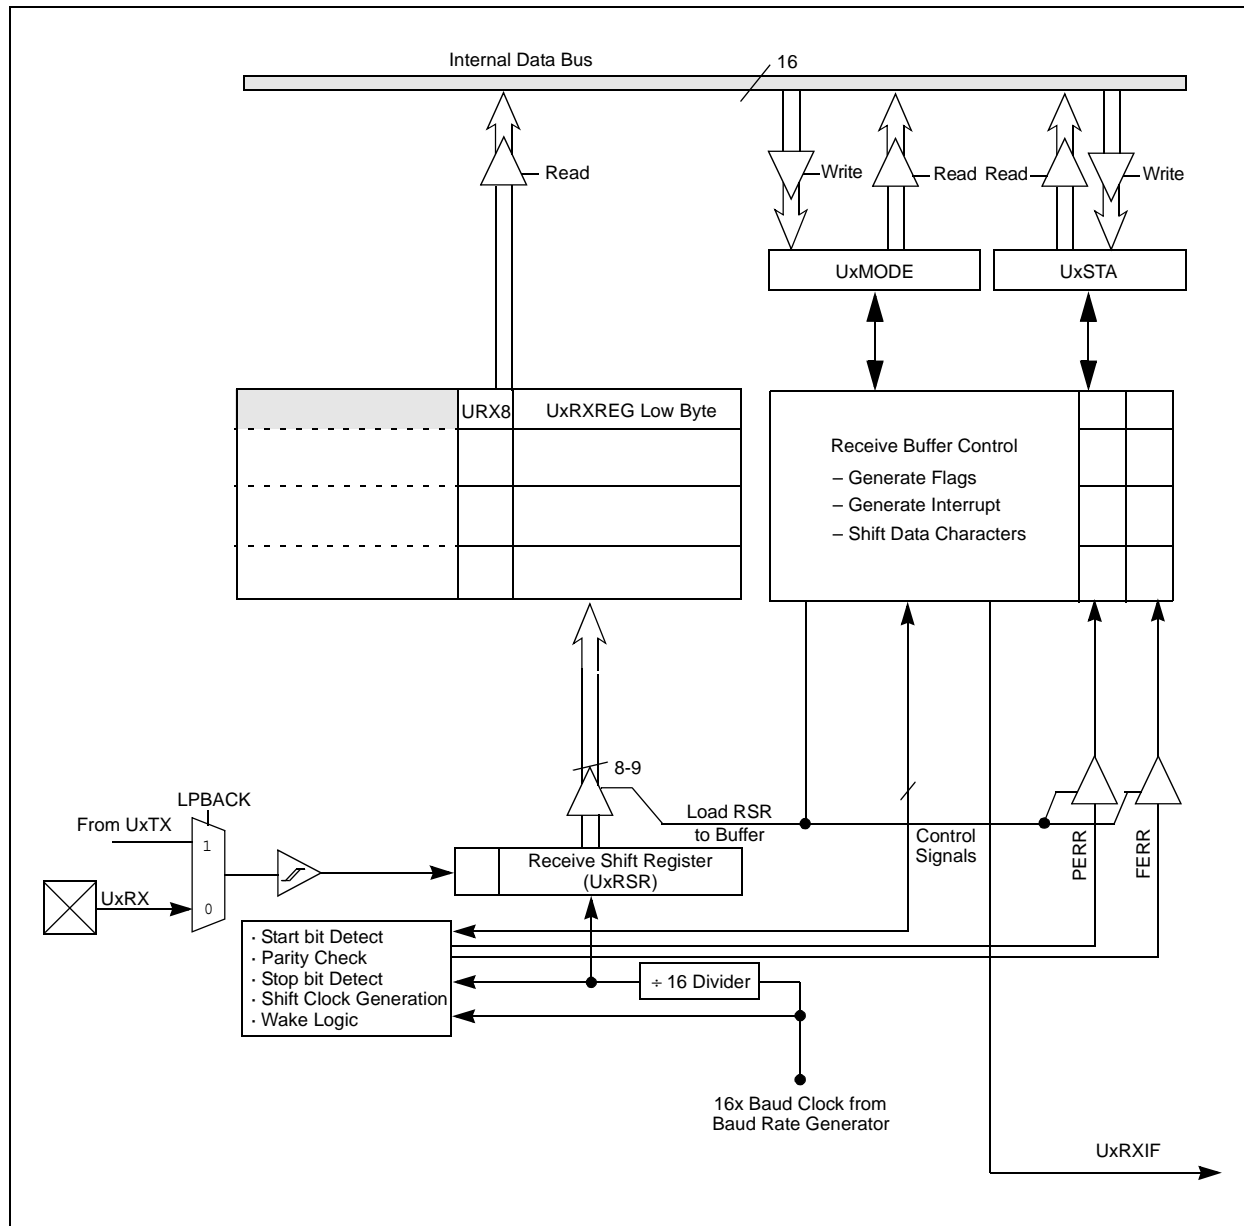 Internal Data Bus
16
Read
Write
Read
Read
Write
UxMODE
UxSTA
URX8
UxRXREG Low Byte
Receive Buffer Control
– Generate Flags
– Generate Interrupt
– Shift Data Characters
8-9
LPBACK
From UxTX
1
Load RSR
to Buffer
Control
Signals
PERR
FERR
UxRX
0
Receive Shift Register
(UxRSR)
· Start bit Detect
· Parity Check
· Stop bit Detect
· Shift Clock Generation
· Wake Logic
÷ 16 Divider
16x Baud Clock from
Baud Rate Generator
UxRXIF